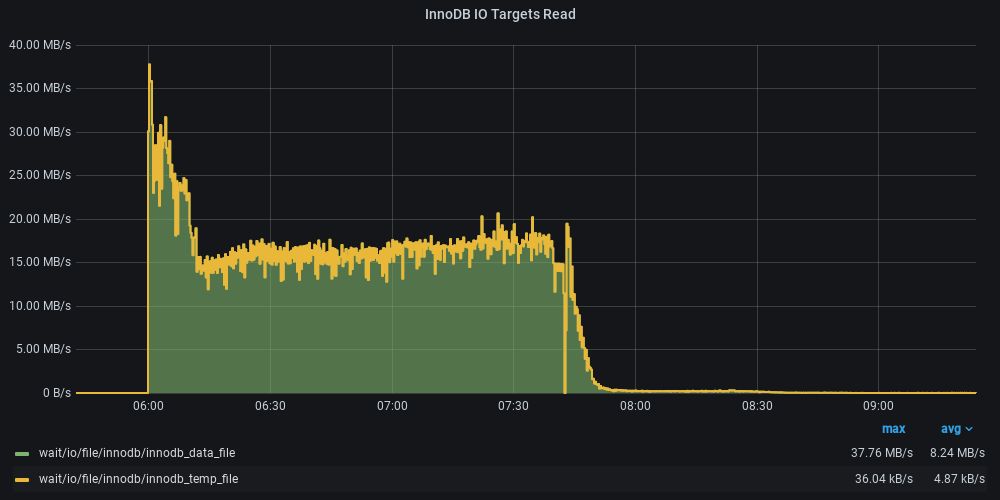 InnoDB IO Targets Read
40.00 MB/s
35.00 MB/s
30.00 MB/s
25.00 MB/s
20.00 MB/s
15.00 MB/s
10.00 MB/s
5.00 MB/s
0 B/s
06:00 06:30 07:00 07:30 08:00 08:30 09:00
max avg
wait/io/file/innodb/innodb_data_file 37.76 MB/s 8.24 MB/s
wait/io/file/innodb/innodb_temp_file 36.04 kB/s 4.87 kB/s